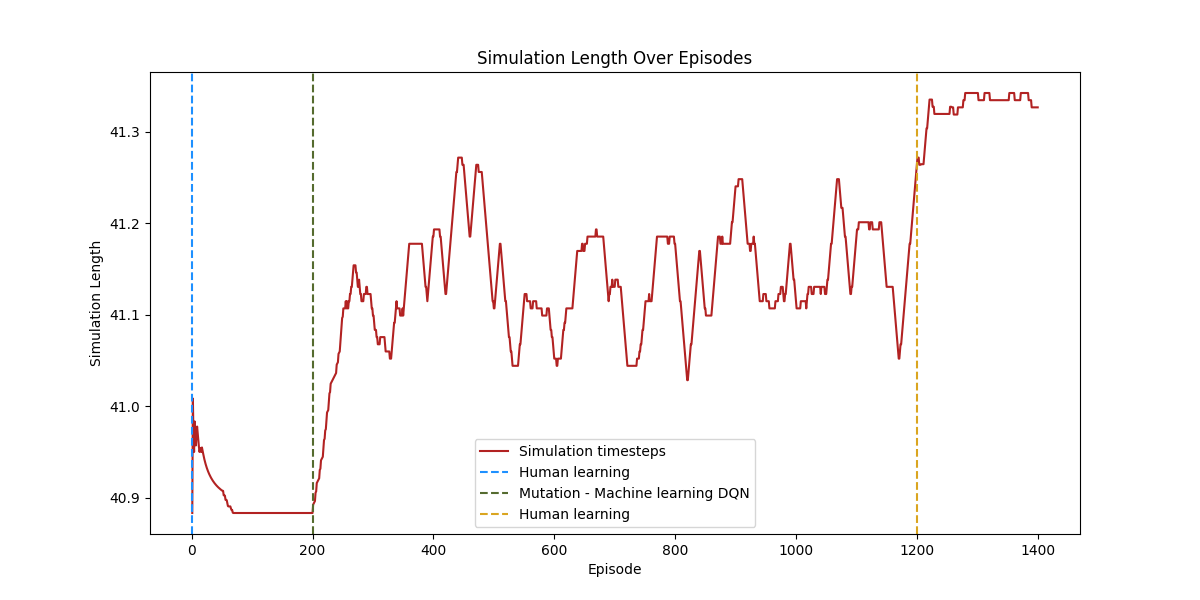 Simulation Length Over Episodes
Simulation Length
41.3
41.2
41.1
41.0
40.9
Simulation timesteps
Human learning
Mutation - Machine learning DQN
Human learning
0 200 400 600 800 1000 1200 1400
Episode